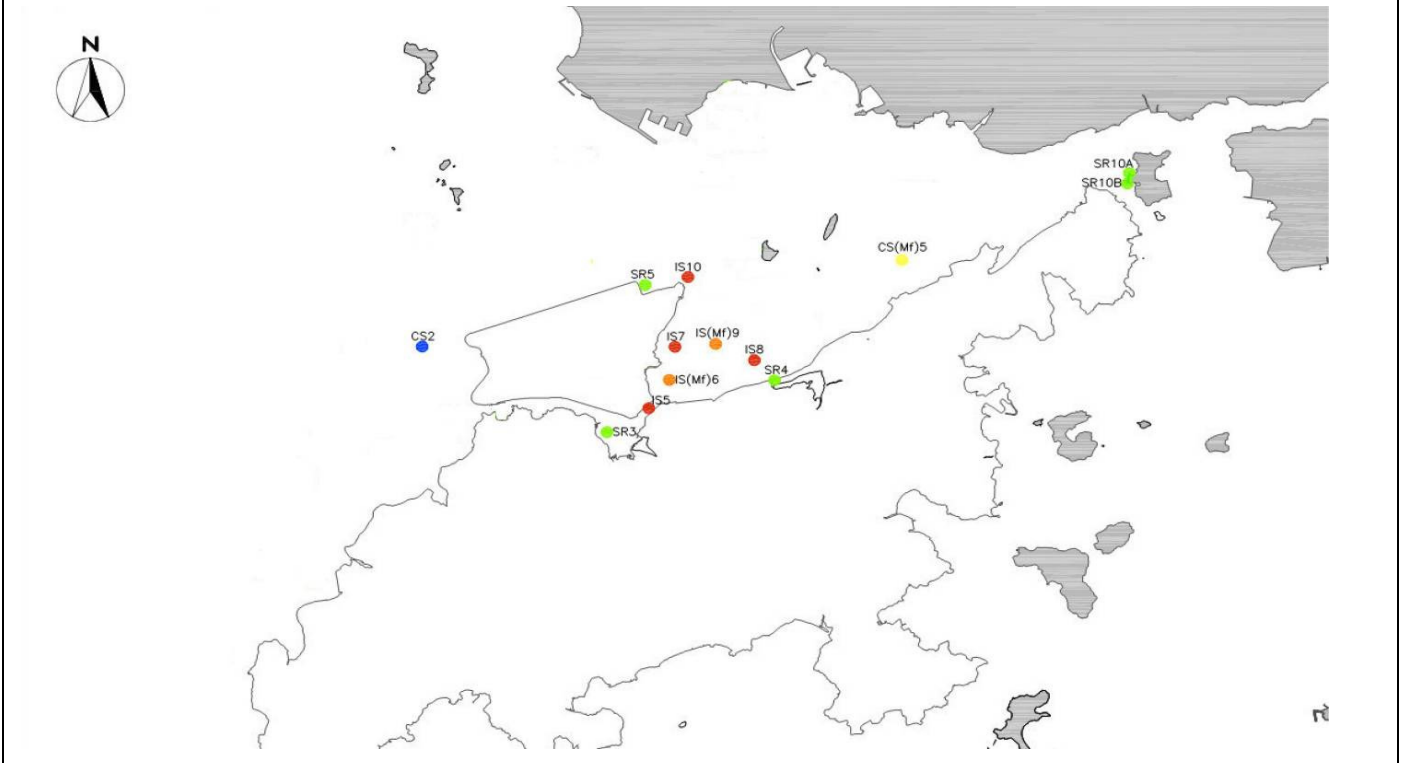 N
SR10A
SR10B
CS(Mf)5
IS10
SR5
CS2
IS7
IS(Mf)9
IS8
SR4
IS(Mf)6
IS5
SR3